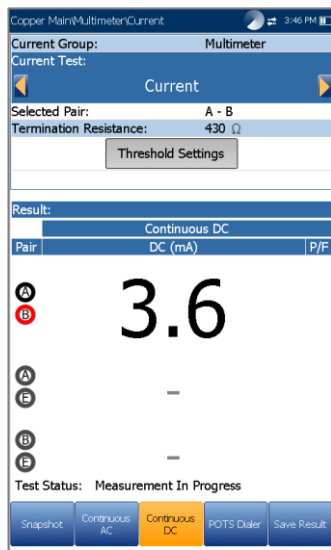 Copper Main\Multimeter\Current 3:46 PM
Current Group: Multimeter
Current Test:
Current
Selected Pair: A - B
Termination Resistance: 430 Ω
Threshold Settings
Result:
Continuous DC
Pair DC (mA) P/F
A
B
3.6
A
E
–
B
E
–
Test Status: Measurement In Progress
Snapshot Continuous AC Continuous DC POTS Dialer Save Result